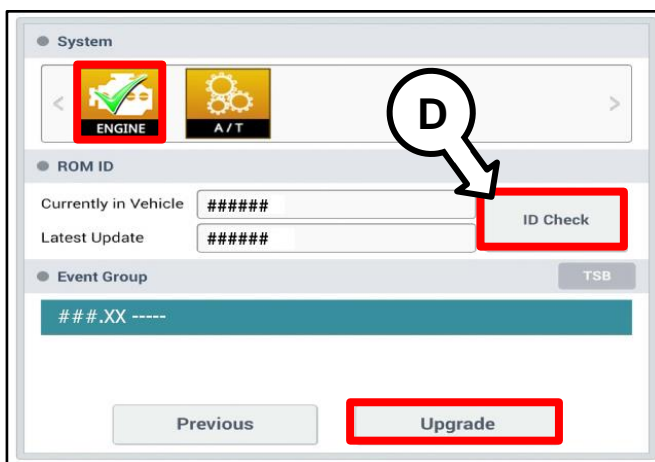 System
ENGINE
A/T
D
ROM ID
Currently in Vehicle ######
ID Check
Latest Update ######
Event Group
TSB
###.XX -----
Previous
Upgrade